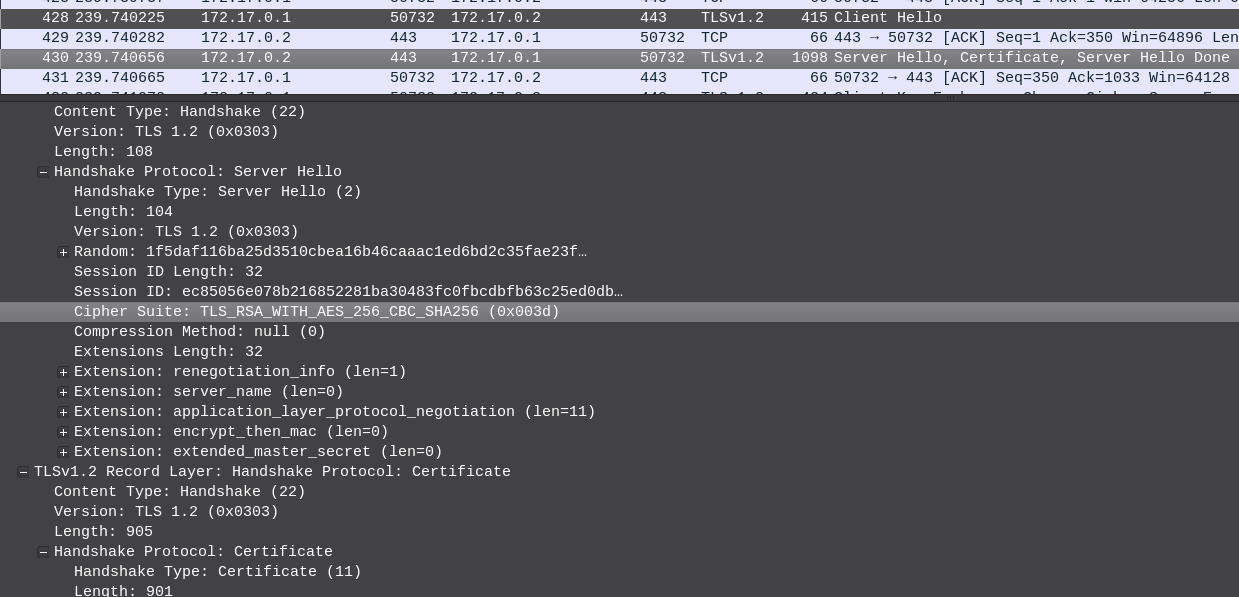 428 239.740225 172.17.0.1 50732 172.17.0.2 443 TLSv1.2 415 Client Hello
429 239.740282 172.17.0.2 443 172.17.0.1 50732 TCP 66 443 → 50732 [ACK] Seq=1 Ack=350 Win=64896 Len
430 239.740656 172.17.0.2 443 172.17.0.1 50732 TLSv1.2 1098 Server Hello, Certificate, Server Hello Done
431 239.740665 172.17.0.1 50732 172.17.0.2 443 TCP 66 50732 → 443 [ACK] Seq=350 Ack=1033 Win=64128
Content Type: Handshake (22)
Version: TLS 1.2 (0x0303)
Length: 108
Handshake Protocol: Server Hello
Handshake Type: Server Hello (2)
Length: 104
Version: TLS 1.2 (0x0303)
Random: 1f5daf116ba25d3510cbea16b46caaac1ed6bd2c35fae23f…
Session ID Length: 32
Session ID: ec85056e078b216852281ba30483fc0fbcdbfb63c25ed0db…
Cipher Suite: TLS_RSA_WITH_AES_256_CBC_SHA256 (0x003d)
Compression Method: null (0)
Extensions Length: 32
Extension: renegotiation_info (len=1)
Extension: server_name (len=0)
Extension: application_layer_protocol_negotiation (len=11)
Extension: encrypt_then_mac (len=0)
Extension: extended_master_secret (len=0)
TLSv1.2 Record Layer: Handshake Protocol: Certificate
Content Type: Handshake (22)
Version: TLS 1.2 (0x0303)
Length: 905
Handshake Protocol: Certificate
Handshake Type: Certificate (11)
Length: 901